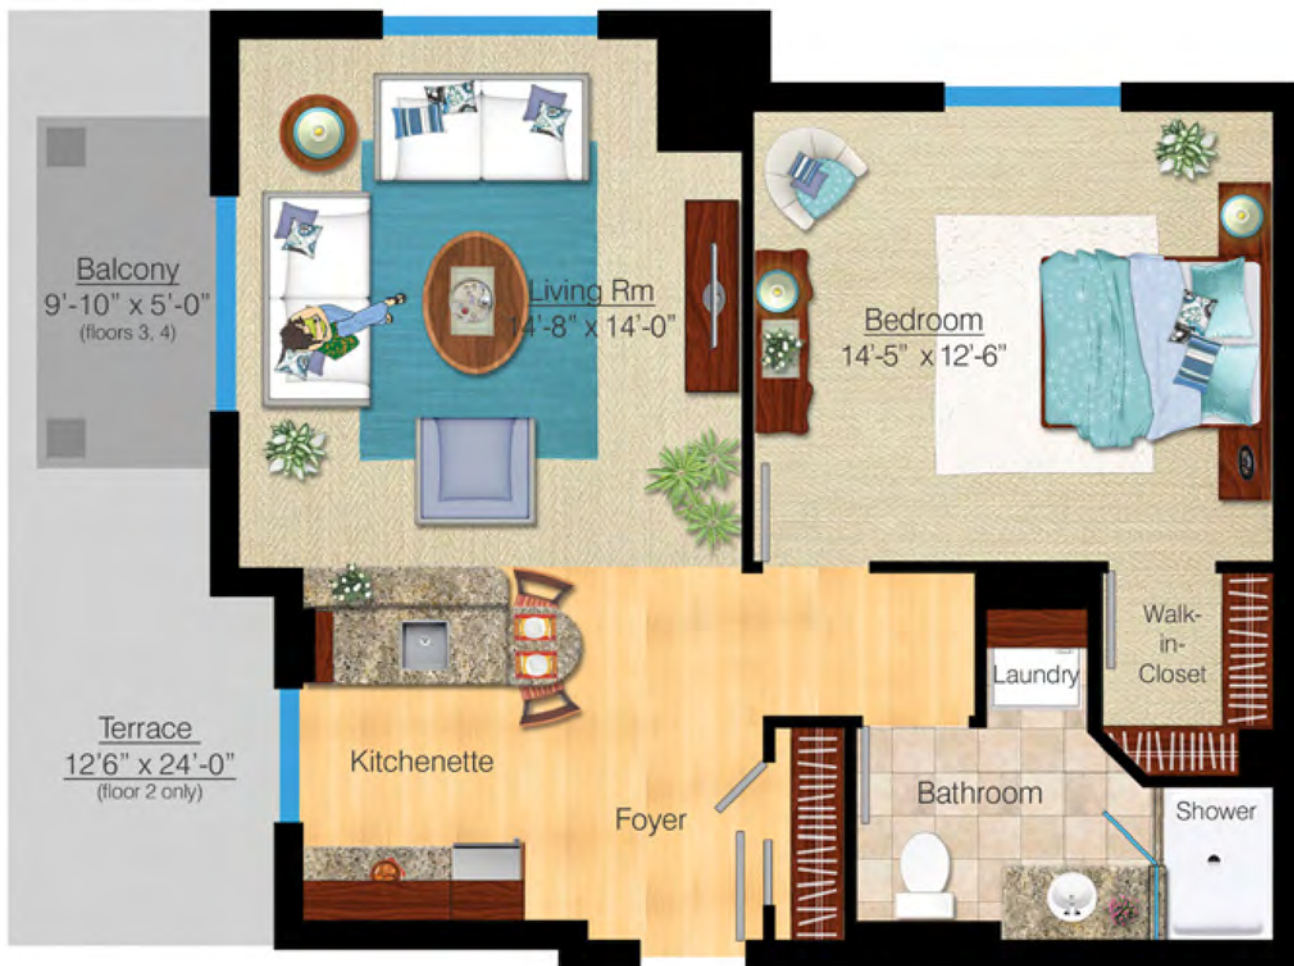 Balcony
9'-10" x 5'-0"
(floors 3, 4)
Living Rm
14'-8" x 14'-0"
Bedroom
14'-5" x 12'-6"
Walk-
in-
Closet
Laundry
Terrace
12'6" x 24'-0"
(floor 2 only)
Kitchenette
Foyer
Bathroom
Shower